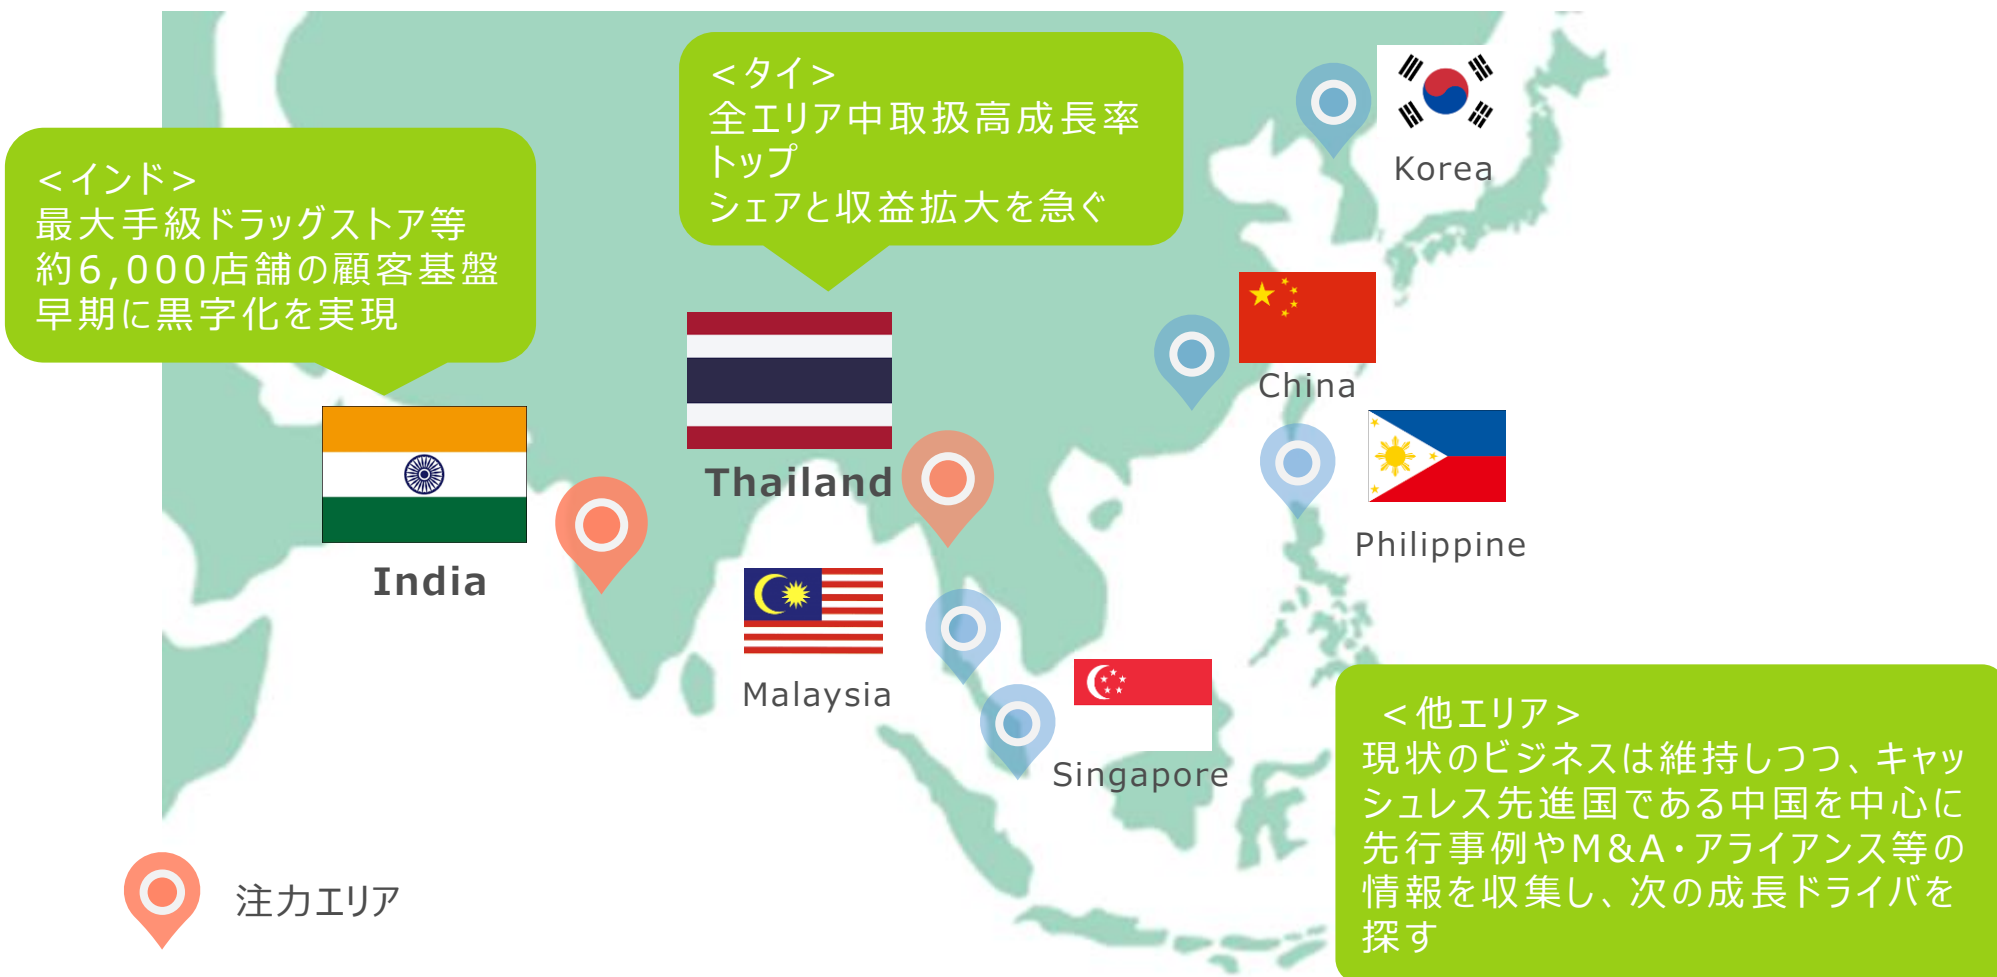 <タイ>
全エリア中取扱高成長率
トップ
シェアと収益拡大を急ぐ
Korea
<インド>
最大手級ドラッグストア等
約6,000店舗の顧客基盤
早期に黒字化を実現
China
Thailand
Philippine
India
Malaysia
Singapore
<他エリア>
現状のビジネスは維持しつつ、キャッ
シュレス先進国である中国を中心に
先行事例やM&A・アライアンス等の
情報を収集し、次の成長ドライバを
探す
注力エリア